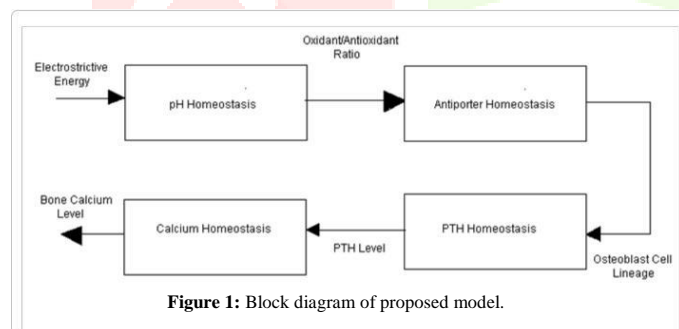 Oxidant/Antioxidant
Ratio
Electrostrictive
Energy
pH Homeostasis
Antiporter Homeostasis
Bone Calcium
Level
Calcium Homeostasis
PTH Level
PTH Homeostasis
Osteoblast Cell
Lineage
Figure 1: Block diagram of proposed model.